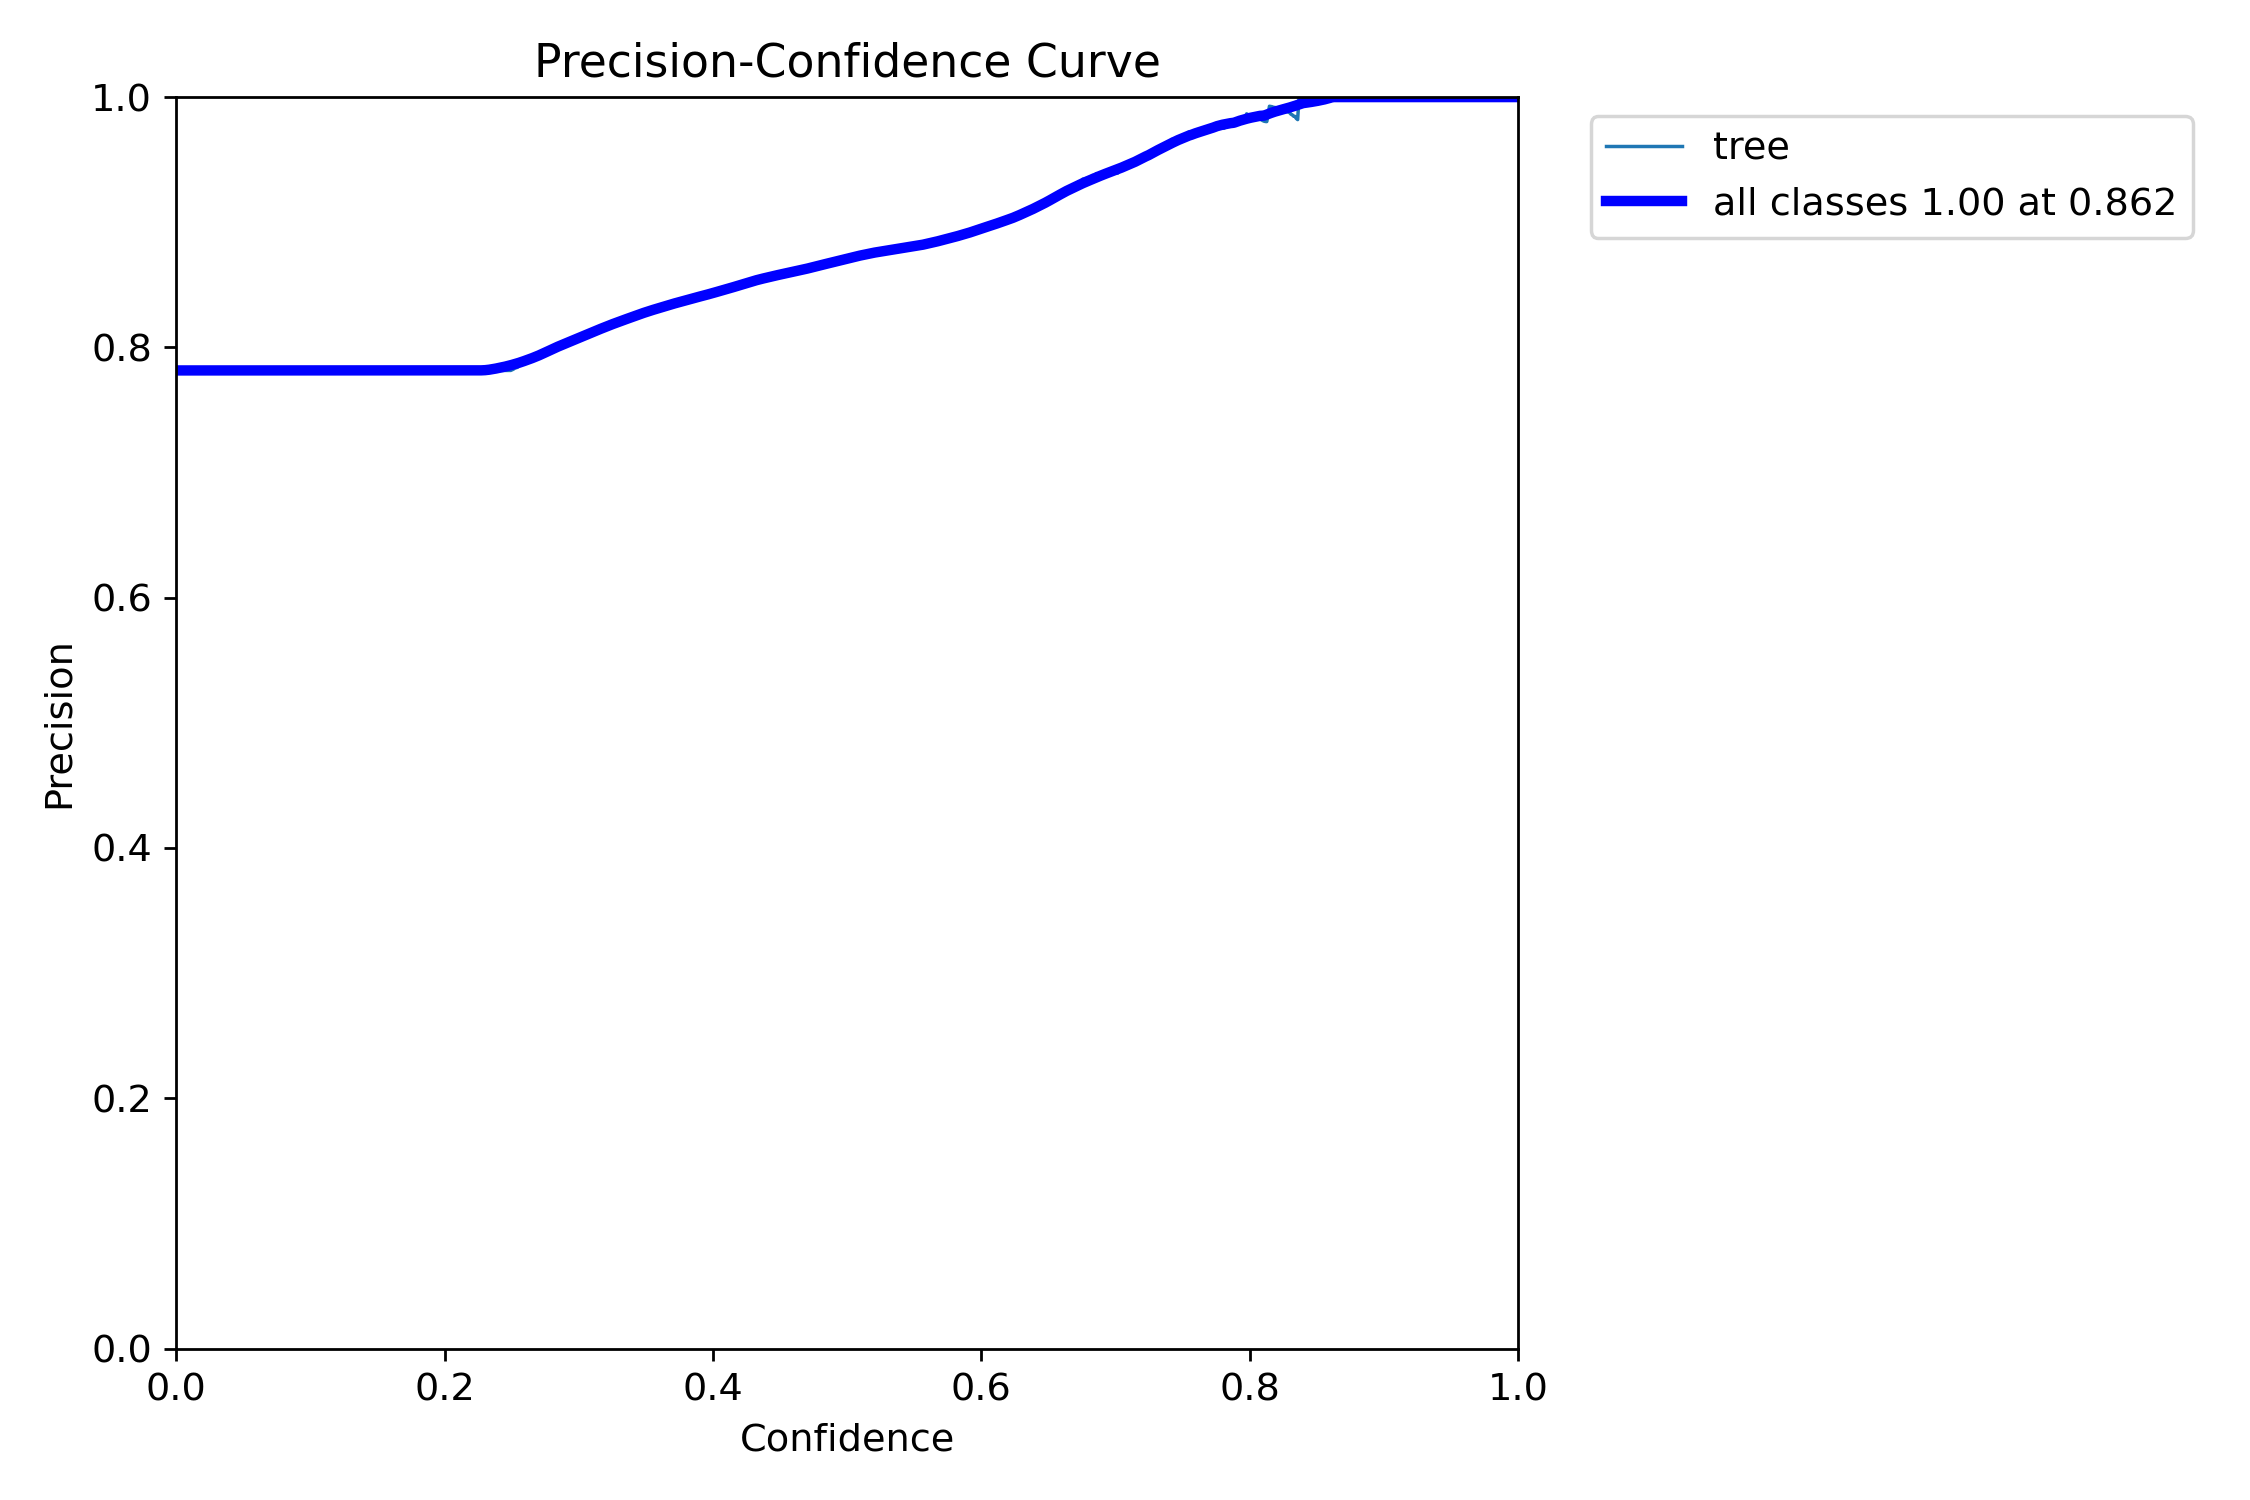 Precision-Confidence Curve
1.0
0.8
0.6
0.4
0.2
0.0
Precision
0.0 0.2 0.4 0.6 0.8 1.0
Confidence
tree
all classes 1.00 at 0.862